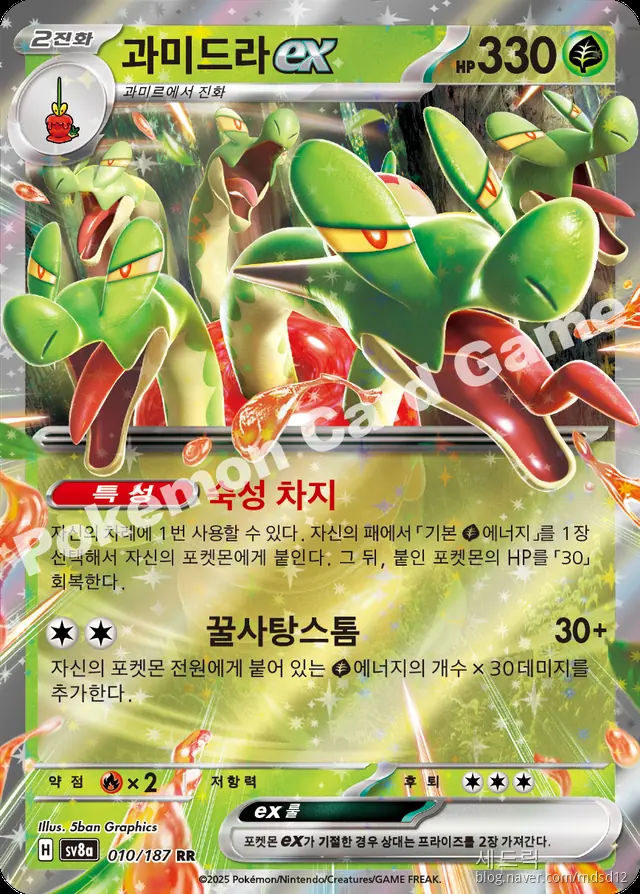 2진화
과미드라ex
HP330
과미르에서 진화
Pokémon Card Game
특성
숙성 차지
자신의 차례에 1번 사용할 수 있다. 자신의 패에서 「기본 에너지」를 1장
선택해서 자신의 포켓몬에게 붙인다. 그 뒤, 붙인 포켓몬의 HP를 「30」
회복한다.
꿀사탕스톰 30+
자신의 포켓몬 전원에게 붙어 있는 에너지의 개수 × 30데미지를
추가한다.
약점 ×2 저항력 후퇴
Illus. 5ban Graphics
ex룰
포켓몬 ex가 기절한 경우 상대는 프라이즈를 2장 가져간다.
H sv8a 010/187 RR
세드릭
blog.naver.com/mdsd12
©2025 Pokémon/Nintendo/Creatures/GAME FREAK.